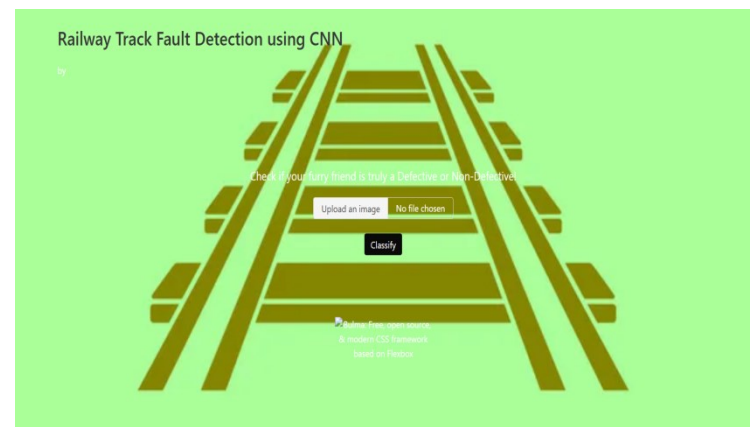 Railway Track Fault Detection using CNN
by
Check if your furry friend is truly a Defective or Non-Defective!
Upload an image No file chosen
Classify
Bulma: Free, open source,
& modern CSS framework
based on Flexbox